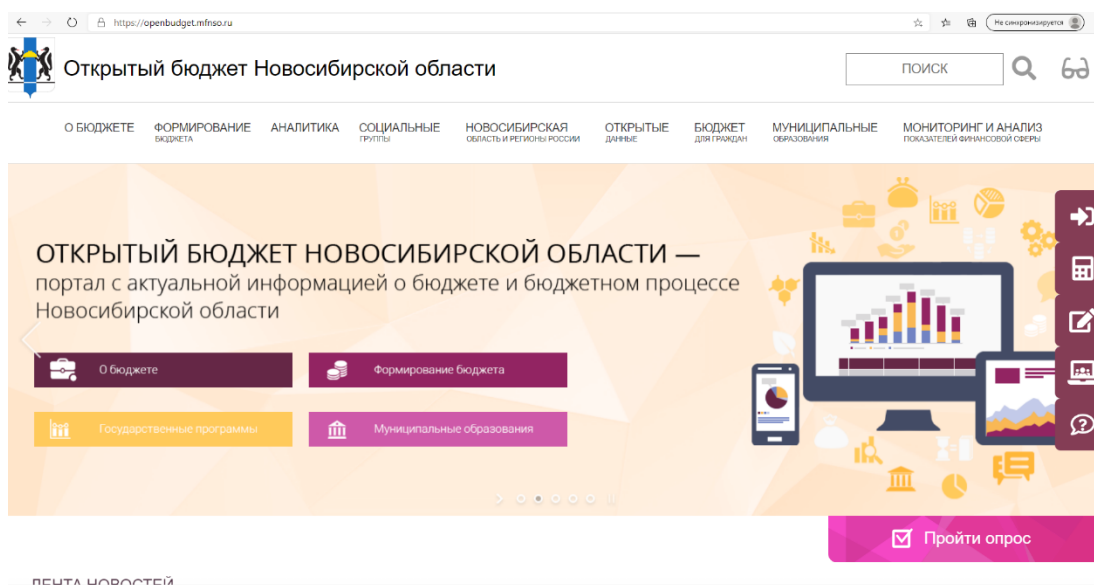 https://openbudget.mfnso.ru
Не синхронизируется
Открытый бюджет Новосибирской области
ПОИСК
О БЮДЖЕТЕ
ФОРМИРОВАНИЕ
БЮДЖЕТА
АНАЛИТИКА
СОЦИАЛЬНЫЕ
ГРУППЫ
НОВОСИБИРСКАЯ
ОБЛАСТЬ И РЕГИОНЫ РОССИИ
ОТКРЫТЫЕ
ДАННЫЕ
БЮДЖЕТ
ДЛЯ ГРАЖДАН
МУНИЦИПАЛЬНЫЕ
ОБРАЗОВАНИЯ
МОНИТОРИНГ И АНАЛИЗ
ПОКАЗАТЕЛЕЙ ФИНАНСОВОЙ СФЕРЫ
ОТКРЫТЫЙ БЮДЖЕТ НОВОСИБИРСКОЙ ОБЛАСТИ —
портал с актуальной информацией о бюджете и бюджетном процессе
Новосибирской области
О бюджете
Формирование бюджета
Государственные программы
Муниципальные образования
Пройти опрос
ЛЕНТА НОВОСТЕЙ